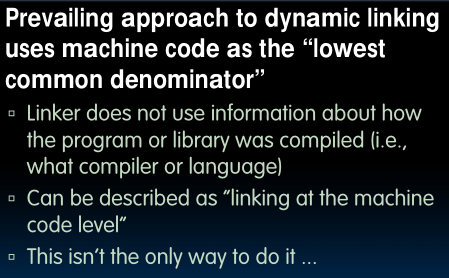 Prevailing approach to dynamic linking
uses machine code as the “lowest
common denominator”
▫ Linker does not use information about how
the program or library was compiled (i.e.,
what compiler or language)
▫ Can be described as “linking at the machine
code level”
▫ This isn’t the only way to do it ...